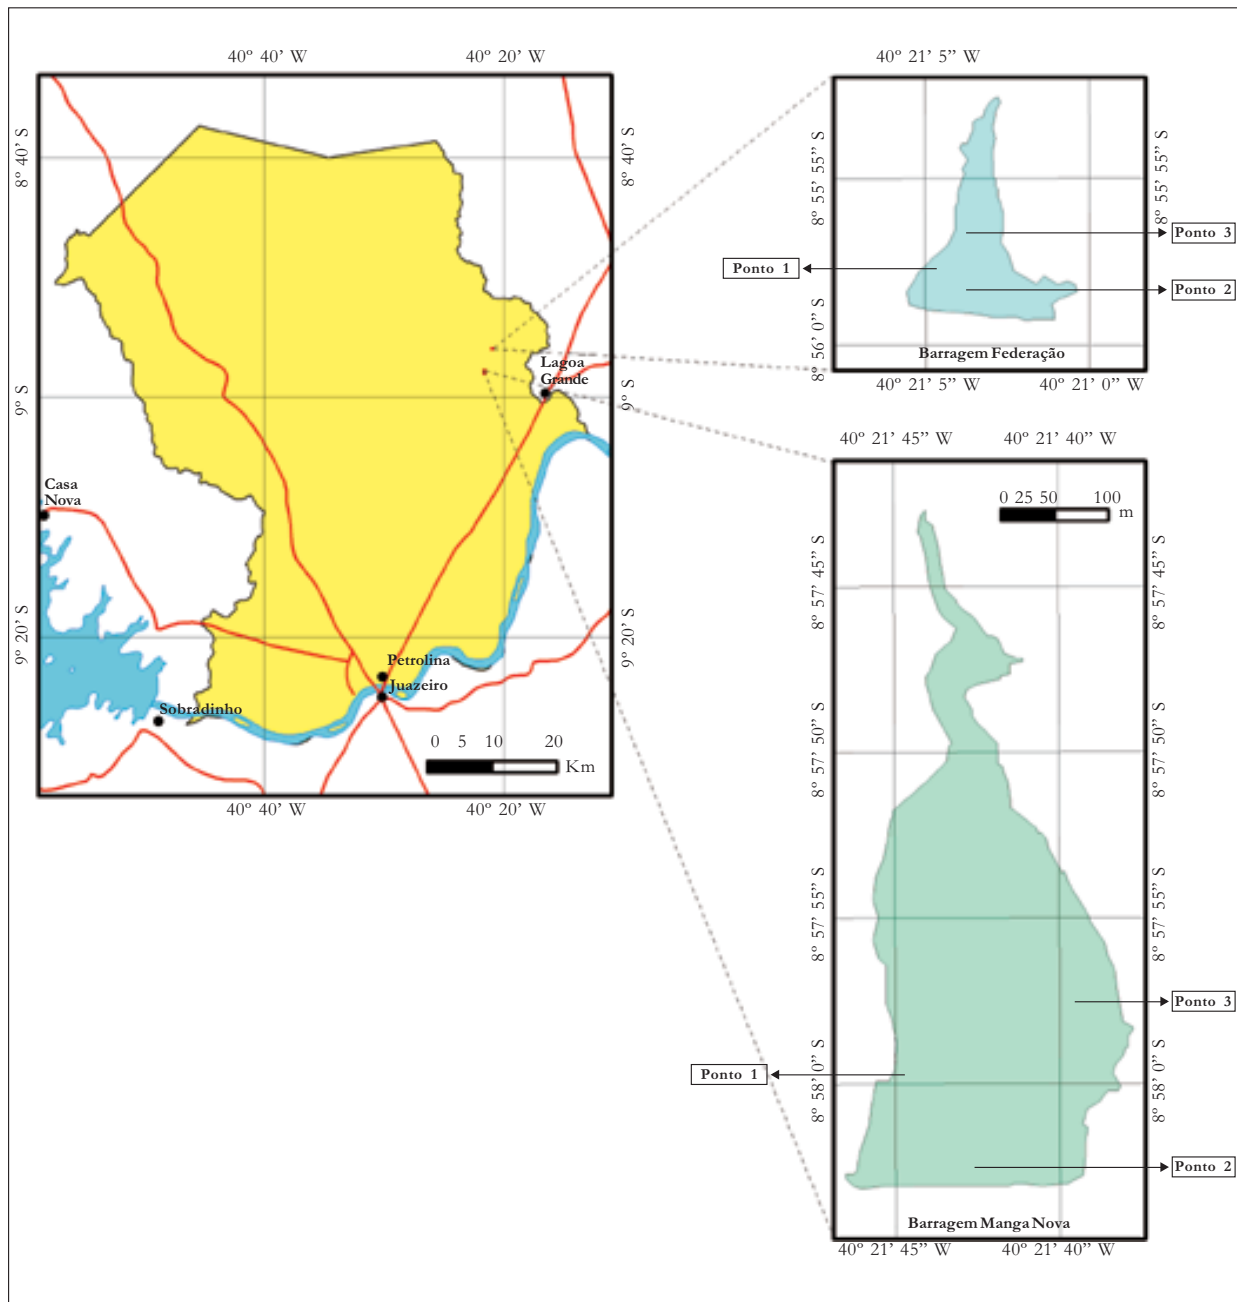 40° 40’ W
40° 20’ W
8° 40’ S
8° 40’ S
9° S
9° S
9° 20’ S
9° 20’ S
Lagoa
Grande
Casa
Nova
Petrolina
Juazeiro
Sobradinho
0 5 10 20
Km
40° 40’ W
40° 20’ W
40° 21’ 5” W
8° 55’ 55” S
8° 55’ 55” S
Ponto 3
Ponto 1
Ponto 2
8° 56’ 0” S
Barragem Federação
40° 21’ 5” W
40° 21’ 0” W
40° 21’ 45” W
40° 21’ 40” W
0 25 50 100
m
8° 57’ 45” S
8° 57’ 45” S
8° 57’ 50” S
8° 57’ 50” S
8° 57’ 55” S
8° 57’ 55” S
Ponto 3
Ponto 1
8° 58’ 0” S
8° 58’ 0” S
Ponto 2
Barragem Manga Nova
40° 21’ 45” W
40° 21’ 40” W